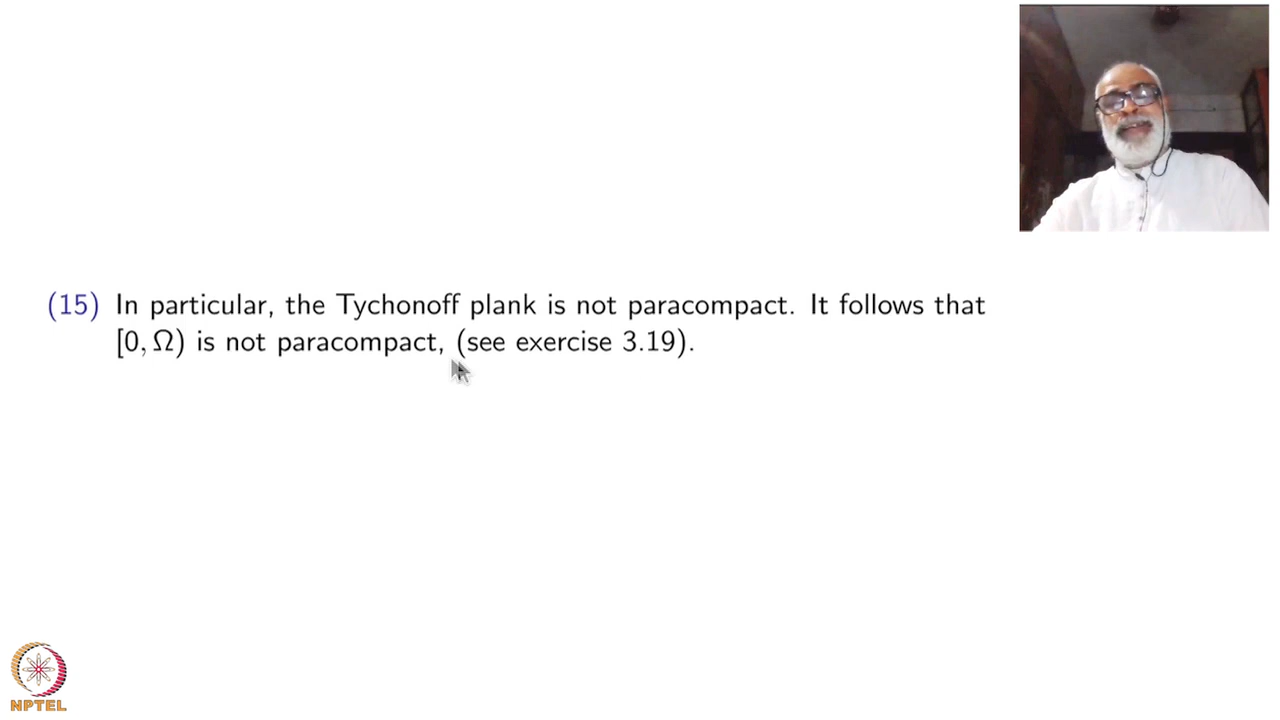 (15) In particular, the Tychonoff plank is not paracompact. It follows that
[0, Ω) is not paracompact, (see exercise 3.19).
NPTEL